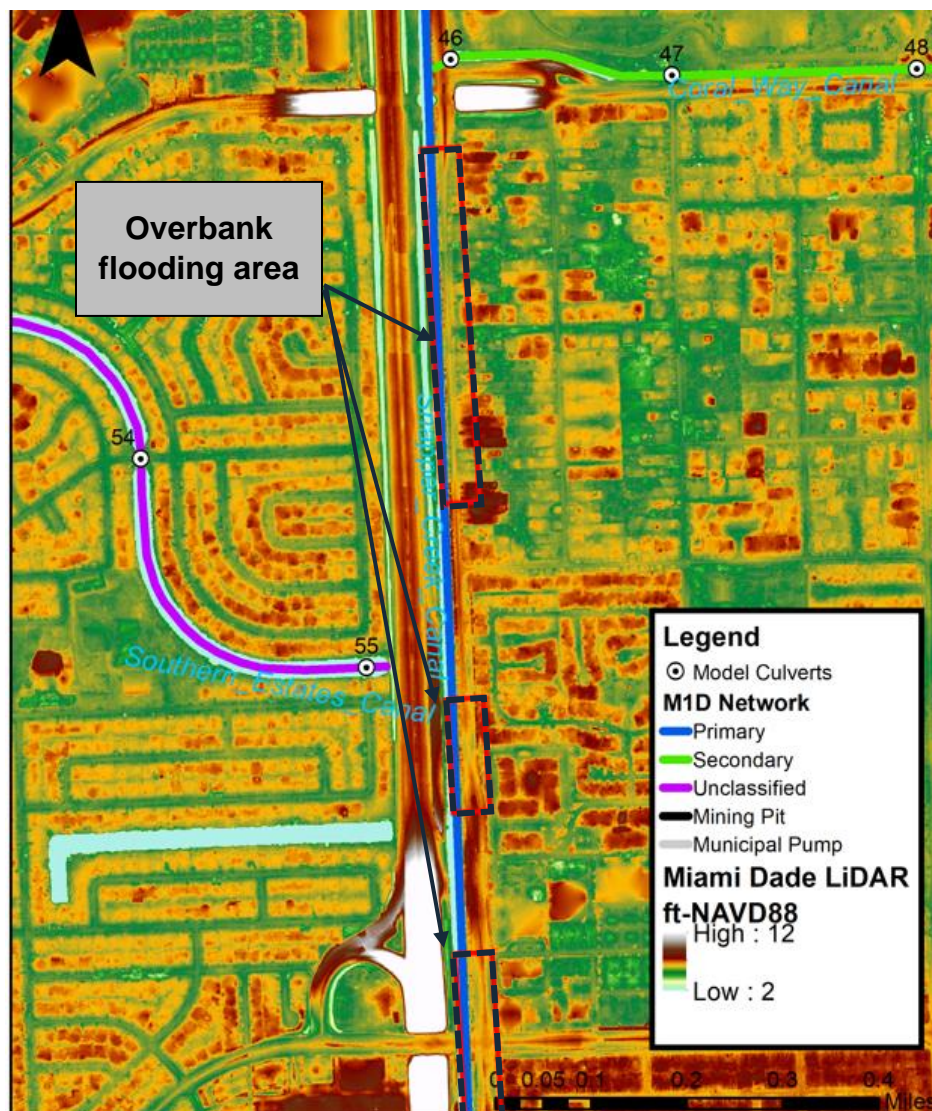 46
47
48
Coral_Way_Canal
Overbank
flooding area
54
Snapper_Creek_Canal
55
Southern_Estates_Canal
Legend
Model Culverts
M1D Network
Primary
Secondary
Unclassified
Mining Pit
Municipal Pump
Miami Dade LiDAR
ft-NAVD88
High : 12
Low : 2
0 0.05 0.1 0.2 0.3 0.4
Miles